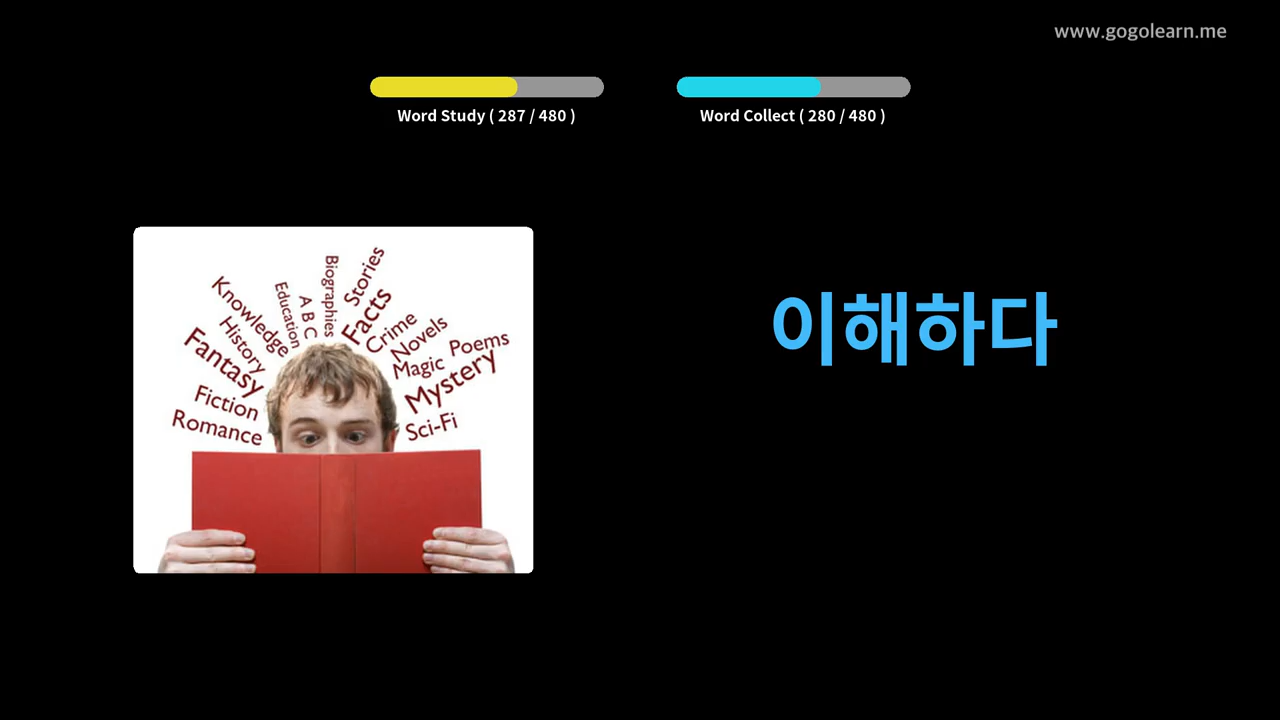 www.gogolearn.me
Word Study ( 287 / 480 )
Word Collect ( 280 / 480 )
이해하다
Romance
Fiction
Fantasy
History
Knowledge
Education
A B C
Biographies
Stories
Facts
Crime
Novels
Magic
Poems
Mystery
Sci-Fi